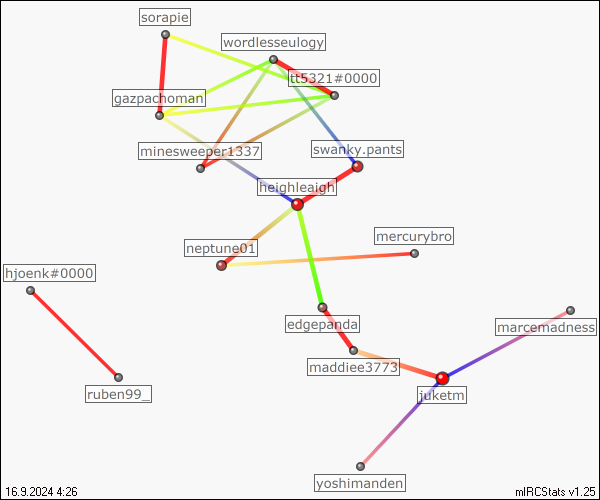 sorapie
wordlesseulogy
tt5321#0000
gazpachoman
minesweeper1337
swanky.pants
heighleaigh
mercurybro
neptune01
hjoenk#0000
edgepanda
marcemadness
maddiee3773
ruben99_
juketm
yoshimanden
16.9.2024 4:26
mIRCStats v1.25